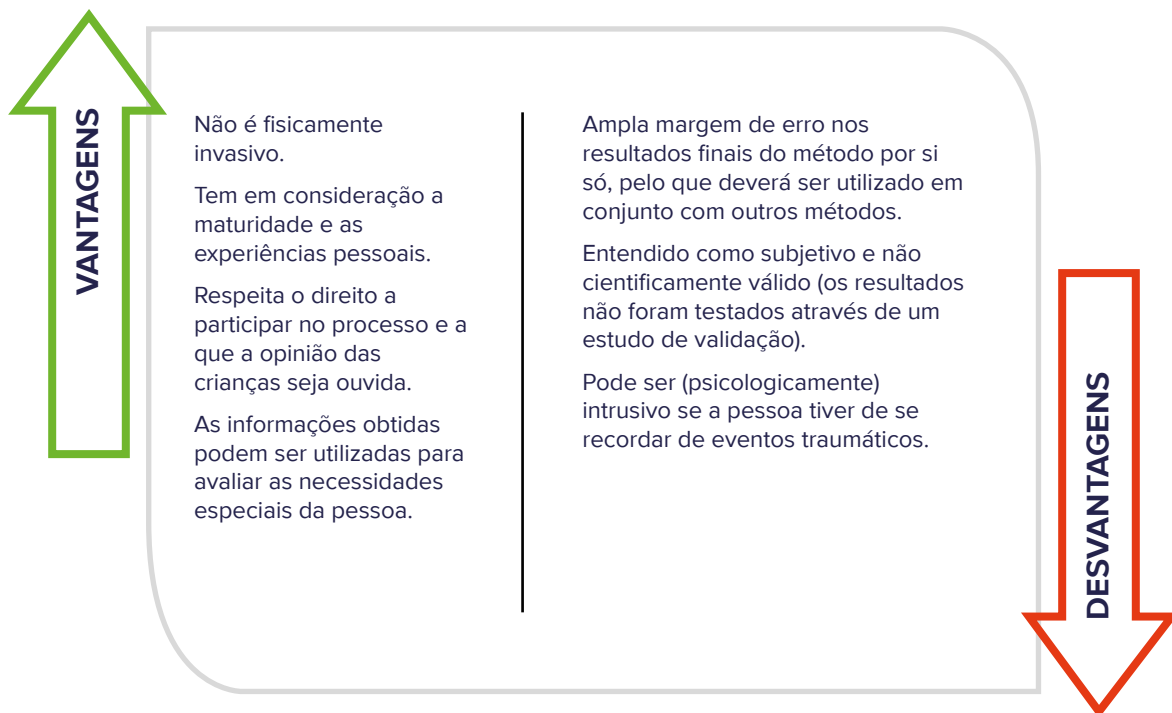 VANTAGENS
Não é fisicamente
invasivo.
Tem em consideração a
maturidade e as
experiências pessoais.
Respeita o direito a
participar no processo e a
que a opinião das
crianças seja ouvida.
As informações obtidas
podem ser utilizadas para
avaliar as necessidades
especiais da pessoa.
Ampla margem de erro nos
resultados finais do método por si
só, pelo que deverá ser utilizado em
conjunto com outros métodos.
Entendido como subjetivo e não
cientificamente válido (os resultados
não foram testados através de um
estudo de validação).
Pode ser (psicologicamente)
intrusivo se a pessoa tiver de se
recordar de eventos traumáticos.
DESVANTAGENS